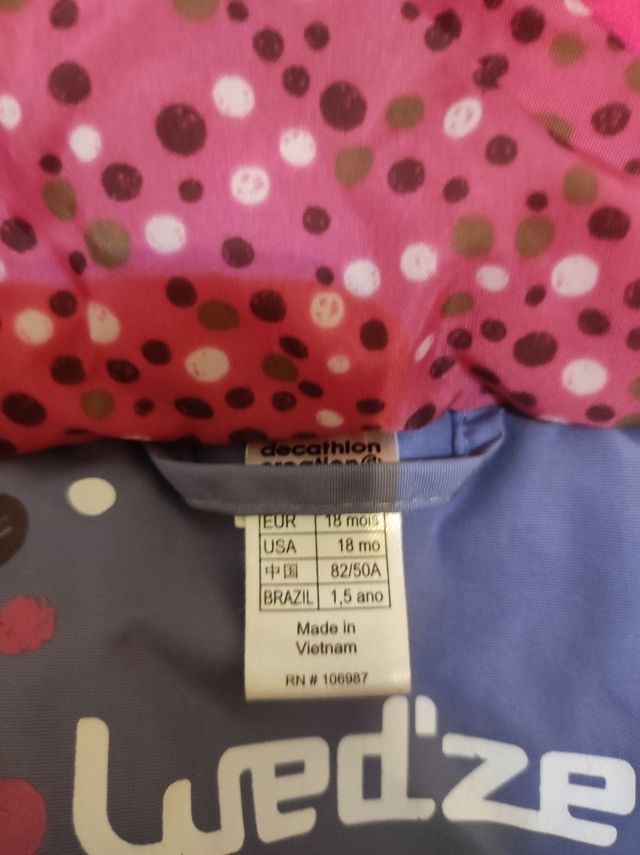 decathlon
creation®
EUR 18 mois
USA 18 mo
中国 82/50A
BRAZIL 1,5 ano
Made in
Vietnam
RN # 106987
wed'ze